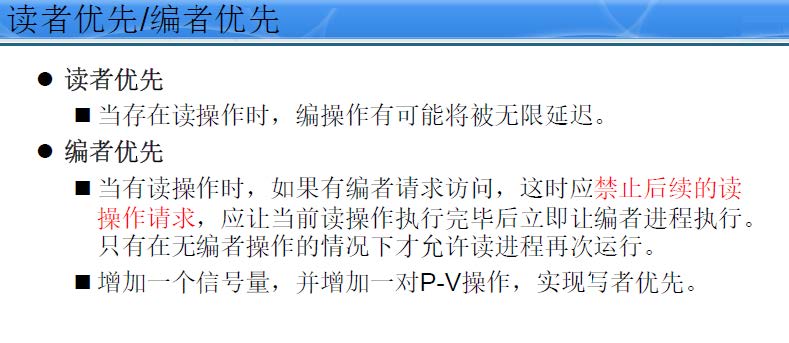 读者优先/编者优先
● 读者优先
■ 当存在读操作时，编操作有可能将被无限延迟。
● 编者优先
■ 当有读操作时，如果有编者请求访问，这时应禁止后续的读
操作请求，应让当前读操作执行完毕后立即让编者进程执行。
只有在无编者操作的情况下才允许读进程再次运行。
■ 增加一个信号量，并增加一对P-V操作，实现写者优先。